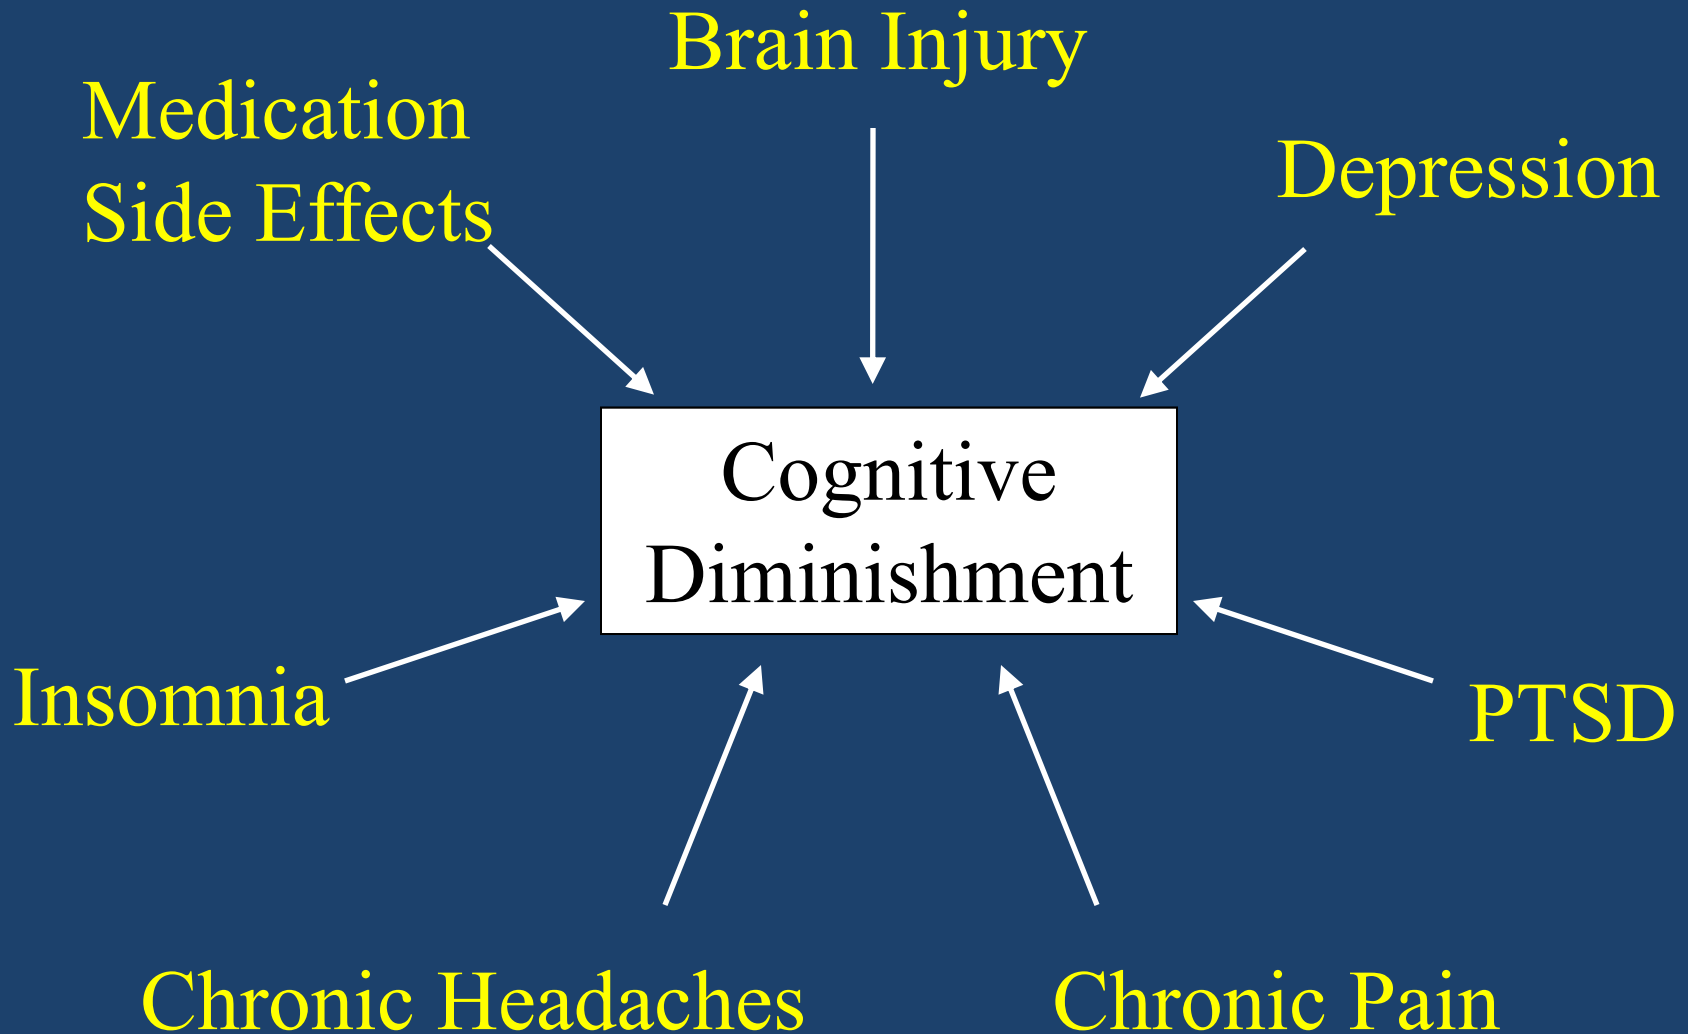 Brain Injury
Medication
Side Effects
Depression
Cognitive
Diminishment
Insomnia
PTSD
Chronic Headaches
Chronic Pain